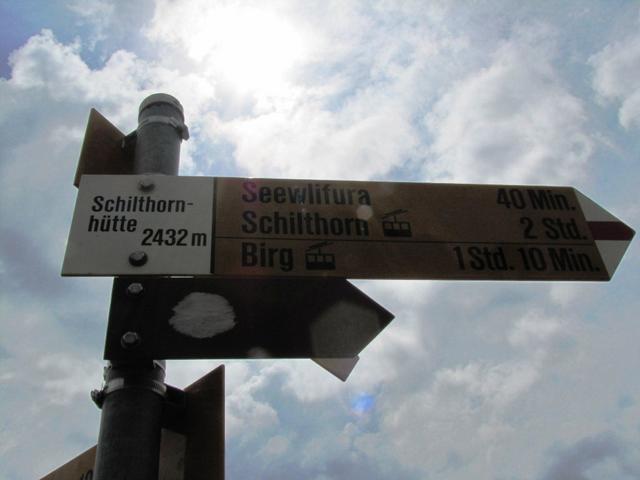 Schilthorn-
hütte
2432 m
Seewlifura 40 Min.
Schilthorn 2 Std.
Birg 1 Std. 10 Min.